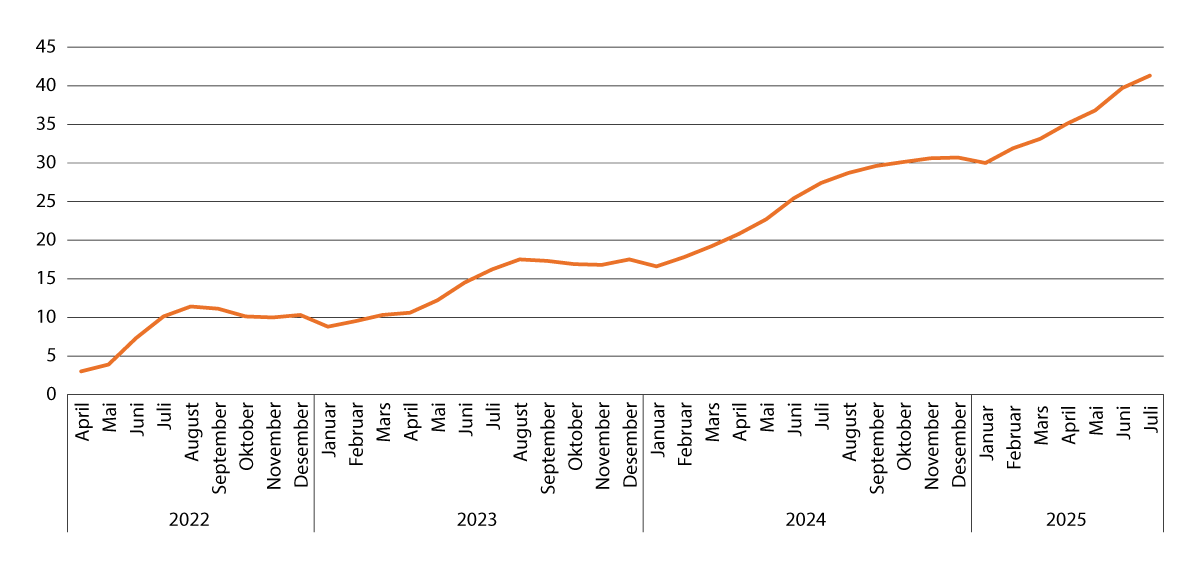 45
40
35
30
25
20
15
10
5
0
April
Mai
Juni
Juli
August
September
Oktober
November
Desember
Januar
Februar
Mars
April
Mai
Juni
Juli
August
September
Oktober
November
Desember
Januar
Februar
Mars
April
Mai
Juni
Juli
August
September
Oktober
November
Desember
Januar
Februar
Mars
April
Mai
Juni
Juli
2022
2023
2024
2025